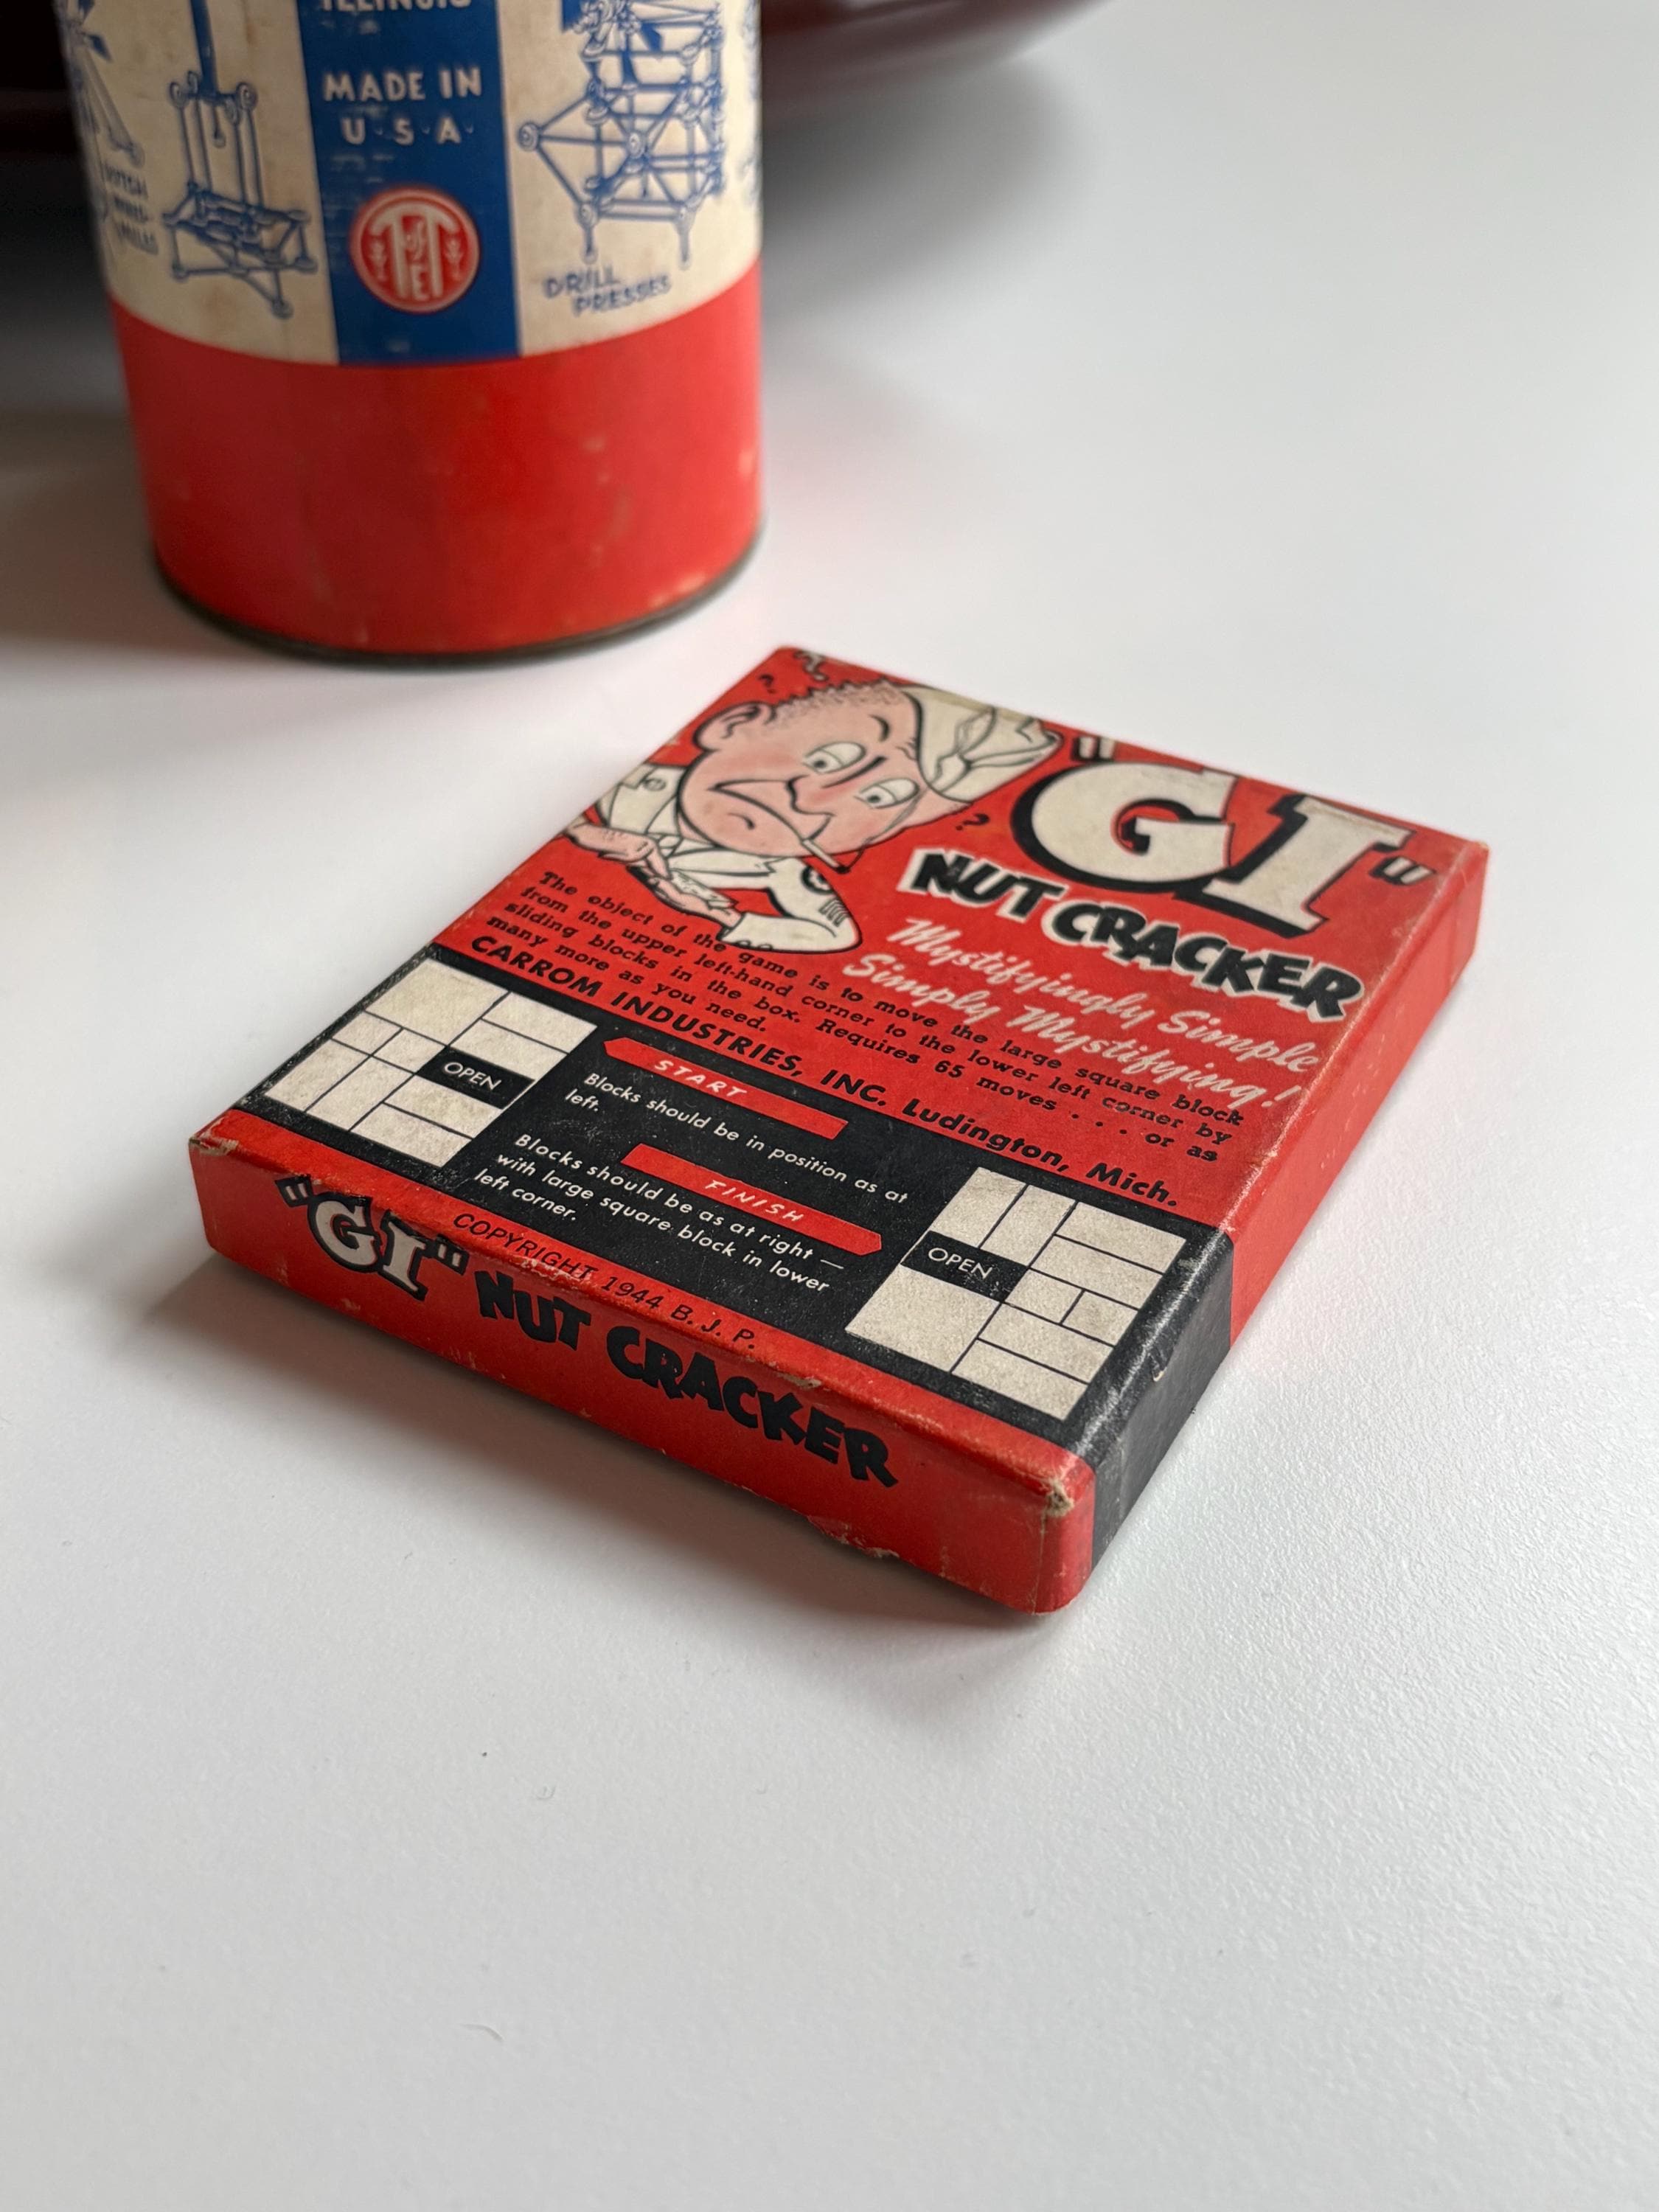 ILLINOIS
MADE IN
U·S·A·
T of T E
DUTCH
WIND-
MILLS
DRILL
PRESSES
"GI"
NUT CRACKER
Mystifyingly Simple
Simply Mystifying!
The object of the game is to move the large square block
from the upper left-hand corner to the lower left corner by
sliding blocks in the box. Requires 65 moves . . . or as
many more as you need.
CARROM INDUSTRIES, INC. Ludington, Mich.
OPEN
START
Blocks should be in position as at
left.
FINISH
Blocks should be as at right —
with large square block in lower
left corner.
OPEN
COPYRIGHT 1944 B. J. P.
"GI" NUT CRACKER